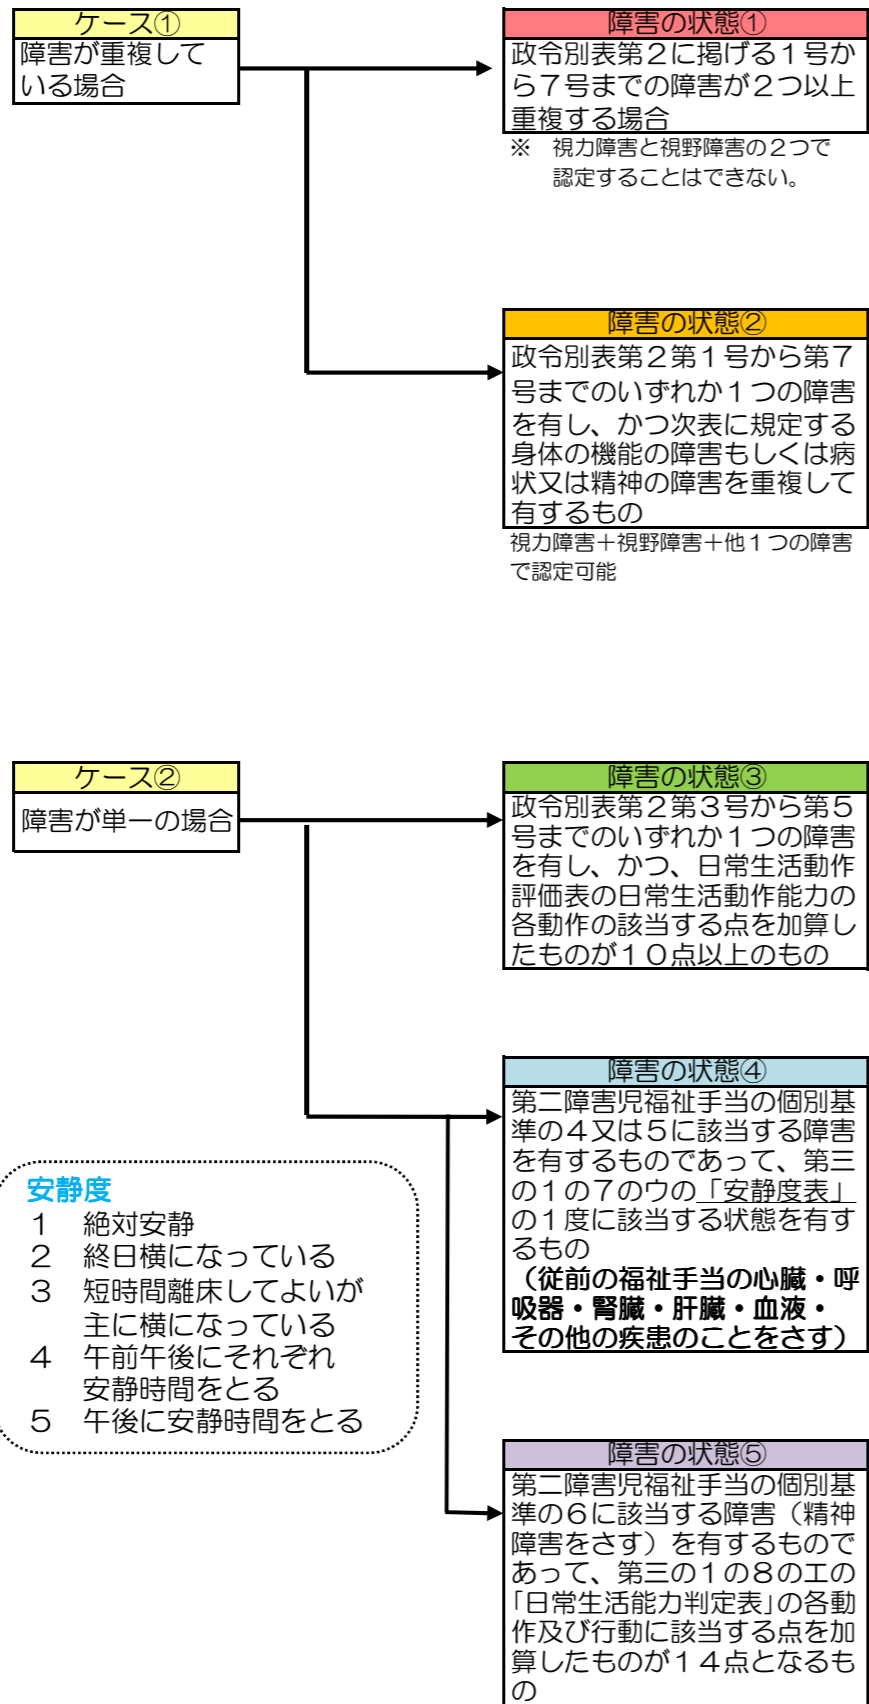 ケース①
障害が重複して
いる場合
障害の状態①
政令別表第２に掲げる１号か
ら７号までの障害が２つ以上
重複する場合
※　視力障害と視野障害の２つで
認定することはできない。
障害の状態②
政令別表第２第１号から第７
号までのいずれか１つの障害
を有し、かつ次表に規定する
身体の機能の障害もしくは病
状又は精神の障害を重複して
有するもの
視力障害＋視野障害＋他１つの障害
で認定可能
ケース②
障害が単一の場合
障害の状態③
政令別表第２第３号から第５
号までのいずれか１つの障害
を有し、かつ、日常生活動作
評価表の日常生活動作能力の
各動作の該当する点を加算し
たものが１０点以上のもの
障害の状態④
第二障害児福祉手当の個別基
準の４又は５に該当する障害
を有するものであって、第三
の１の７のウの「安静度表」
の１度に該当する状態を有す
るもの
（従前の福祉手当の心臓・呼
吸器・腎臓・肝臓・血液・
その他の疾患のことをさす）
安静度
１　絶対安静
２　終日横になっている
３　短時間離床してよいが
主に横になっている
４　午前午後にそれぞれ
安静時間をとる
５　午後に安静時間をとる
障害の状態⑤
第二障害児福祉手当の個別基
準の６に該当する障害（精神
障害をさす）を有するもので
あって、第三の１の８のエの
「日常生活能力判定表」の各動
作及び行動に該当する点を加
算したものが１４点となるも
の